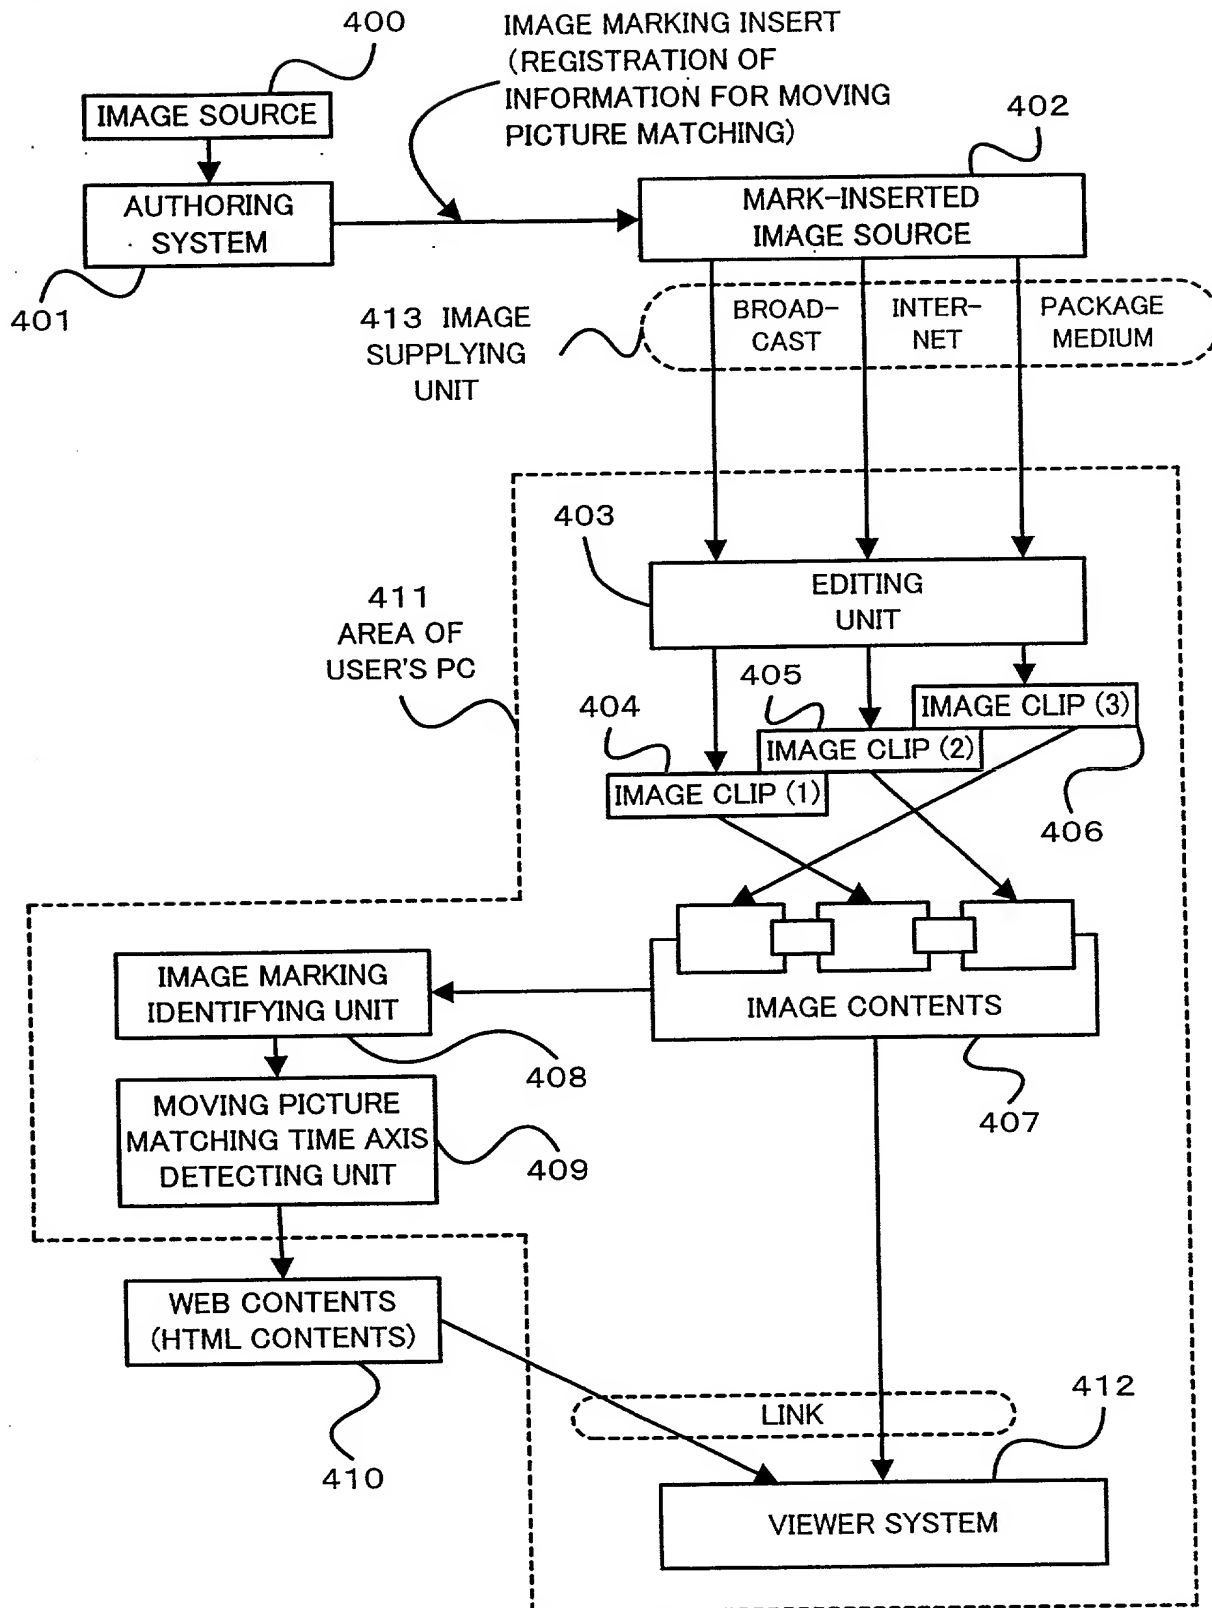 400
IMAGE MARKING INSERT
(REGISTRATION OF
INFORMATION FOR MOVING
PICTURE MATCHING)
IMAGE SOURCE
402
AUTHORING
SYSTEM
MARK-INSERTED
IMAGE SOURCE
401
413 IMAGE
SUPPLYING
UNIT
BROAD-
CAST
INTER-
NET
PACKAGE
MEDIUM
403
EDITING
UNIT
411
AREA OF
USER'S PC
404
405
IMAGE CLIP (3)
IMAGE CLIP (2)
IMAGE CLIP (1)
406
IMAGE MARKING
IDENTIFYING UNIT
IMAGE CONTENTS
408
407
MOVING PICTURE
MATCHING TIME AXIS
DETECTING UNIT
409
WEB CONTENTS
(HTML CONTENTS)
410
LINK
412
VIEWER SYSTEM